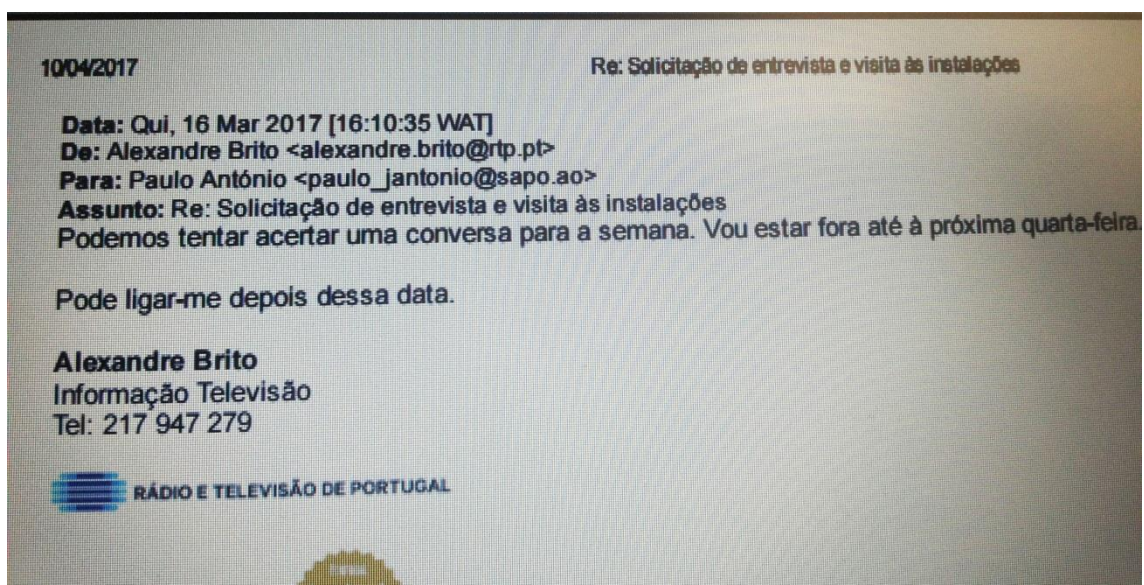 10/04/2017 Re: Solicitação de entrevista e visita às instalações
Data: Qui, 16 Mar 2017 [16:10:35 WAT]
De: Alexandre Brito <alexandre.brito@rtp.pt>
Para: Paulo António <paulo_jantonio@sapo.ao>
Assunto: Re: Solicitação de entrevista e visita às instalações
Podemos tentar acertar uma conversa para a semana. Vou estar fora até à próxima quarta-feira.
Pode ligar-me depois dessa data.
Alexandre Brito
Informação Televisão
Tel: 217 947 279
RÁDIO E TELEVISÃO DE PORTUGAL